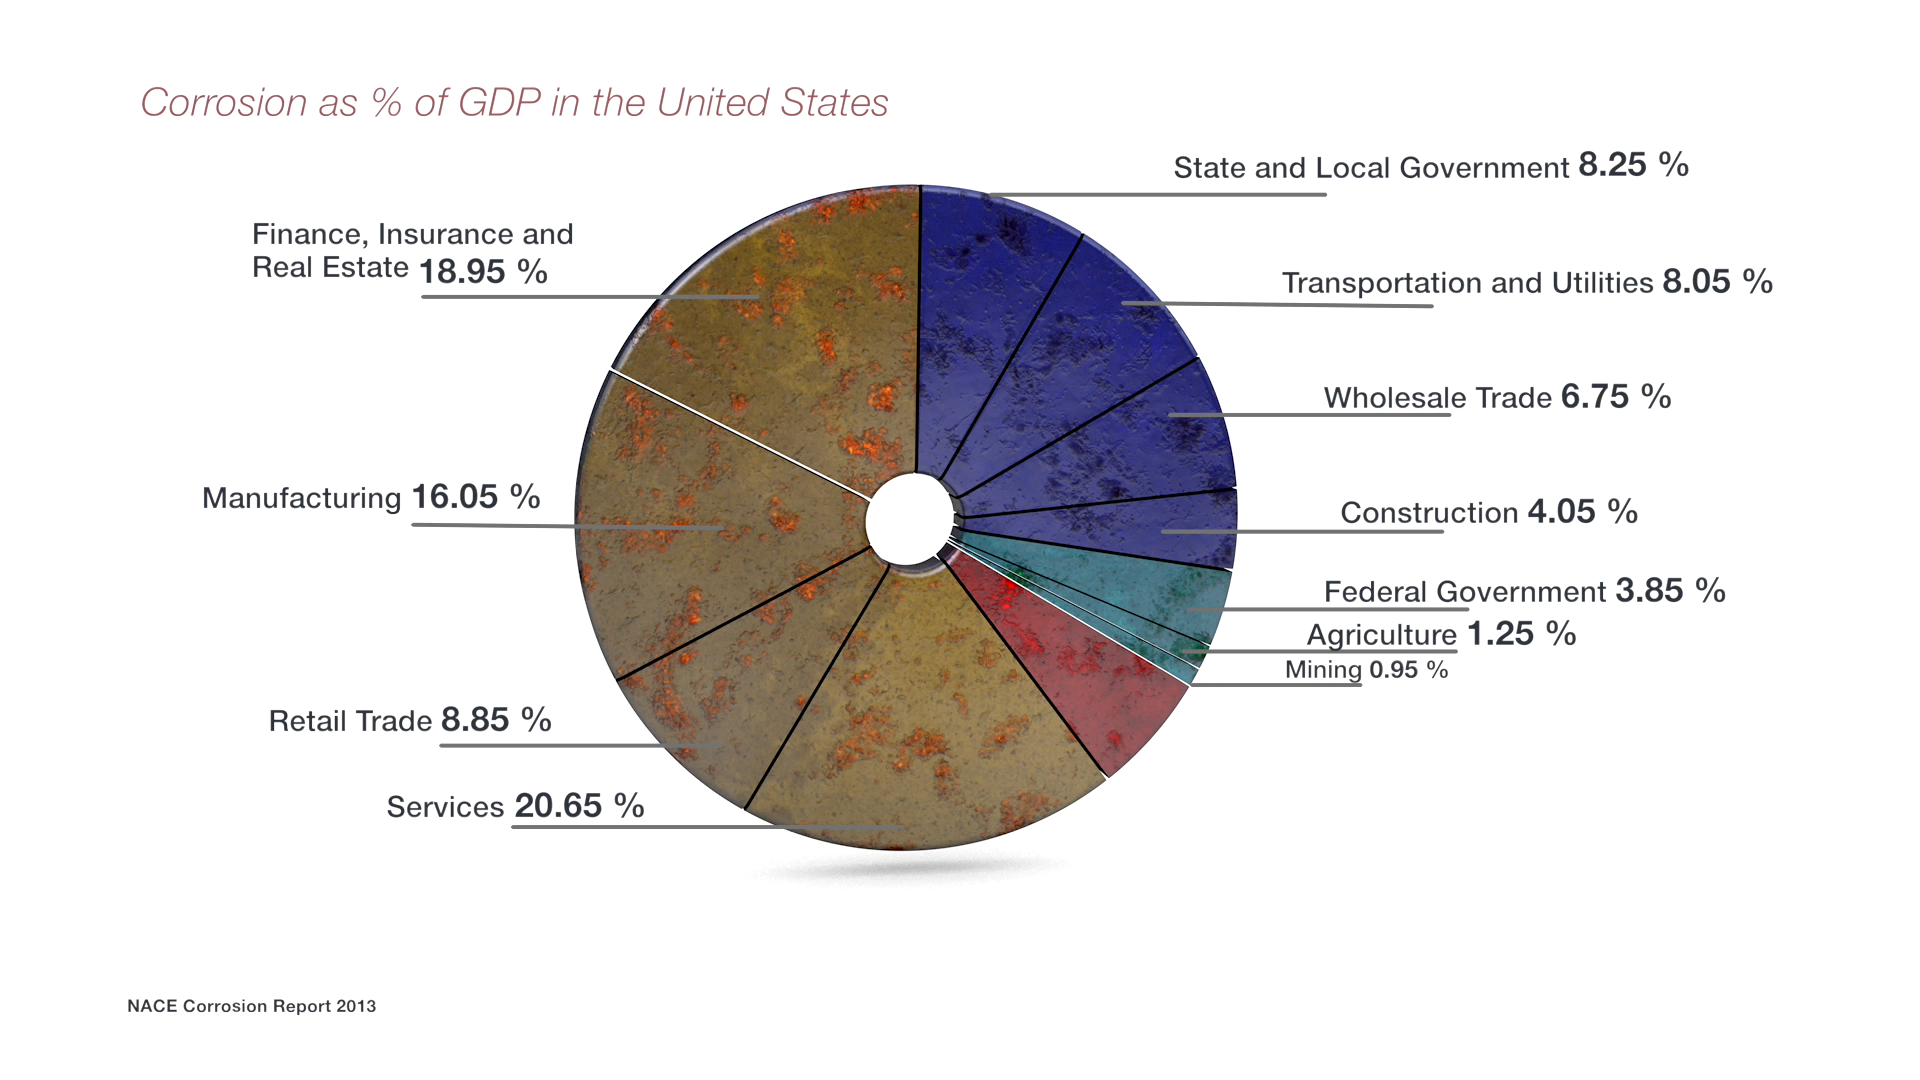 Corrosion as % of GDP in the United States
State and Local Government 8.25 %
Finance, Insurance and
Real Estate 18.95 %
Transportation and Utilities 8.05 %
Wholesale Trade 6.75 %
Manufacturing 16.05 %
Construction 4.05 %
Federal Government 3.85 %
Agriculture 1.25 %
Mining 0.95 %
Retail Trade 8.85 %
Services 20.65 %
NACE Corrosion Report 2013